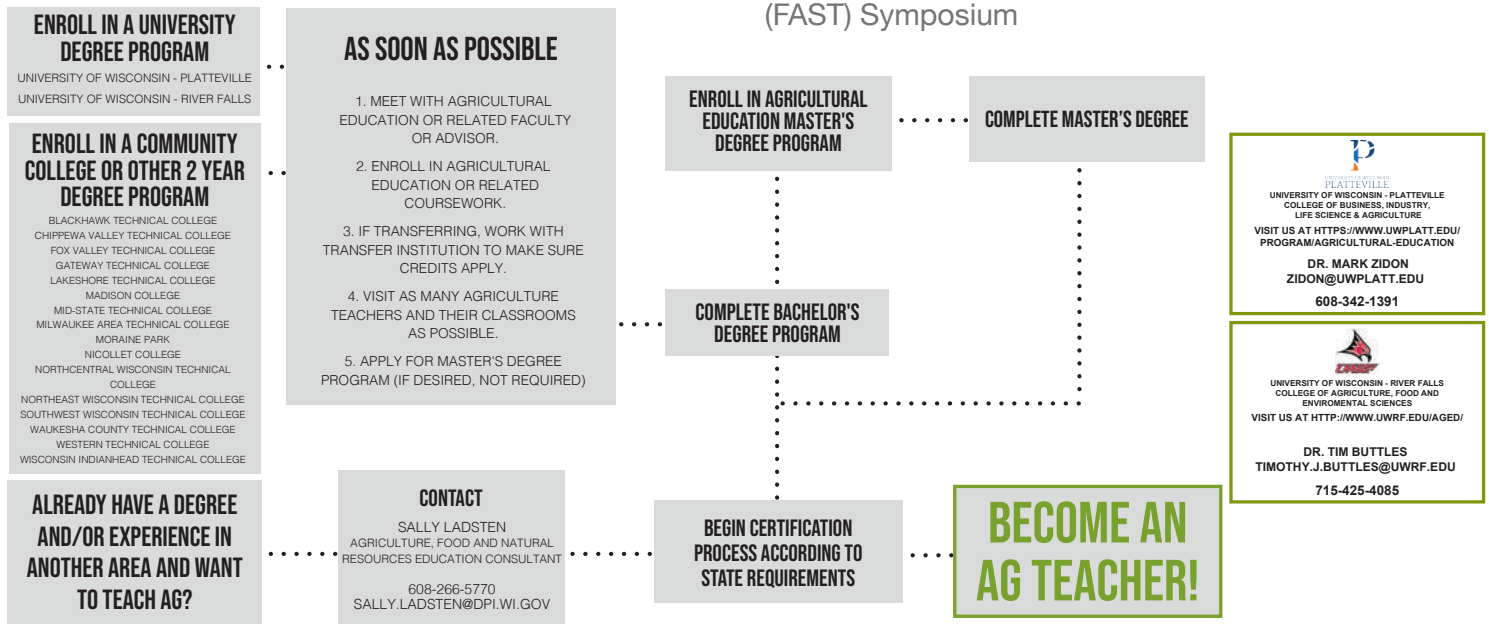 (FAST) Symposium
ENROLL IN A UNIVERSITY
DEGREE PROGRAM
UNIVERSITY OF WISCONSIN - PLATTEVILLE
UNIVERSITY OF WISCONSIN - RIVER FALLS
ENROLL IN A COMMUNITY
COLLEGE OR OTHER 2 YEAR
DEGREE PROGRAM
BLACKHAWK TECHNICAL COLLEGE
CHIPPEWA VALLEY TECHNICAL COLLEGE
FOX VALLEY TECHNICAL COLLEGE
GATEWAY TECHNICAL COLLEGE
LAKESHORE TECHNICAL COLLEGE
MADISON COLLEGE
MID-STATE TECHNICAL COLLEGE
MILWAUKEE AREA TECHNICAL COLLEGE
MORAINE PARK
NICOLLET COLLEGE
NORTHCENTRAL WISCONSIN TECHNICAL
COLLEGE
NORTHEAST WISCONSIN TECHNICAL COLLEGE
SOUTHWEST WISCONSIN TECHNICAL COLLEGE
WAUKESHA COUNTY TECHNICAL COLLEGE
WESTERN TECHNICAL COLLEGE
WISCONSIN INDIANHEAD TECHNICAL COLLEGE
ALREADY HAVE A DEGREE
AND/OR EXPERIENCE IN
ANOTHER AREA AND WANT
TO TEACH AG?
AS SOON AS POSSIBLE
1. MEET WITH AGRICULTURAL
EDUCATION OR RELATED FACULTY
OR ADVISOR.
2. ENROLL IN AGRICULTURAL
EDUCATION OR RELATED
COURSEWORK.
3. IF TRANSFERRING, WORK WITH
TRANSFER INSTITUTION TO MAKE SURE
CREDITS APPLY.
4. VISIT AS MANY AGRICULTURE
TEACHERS AND THEIR CLASSROOMS
AS POSSIBLE.
5. APPLY FOR MASTER'S DEGREE
PROGRAM (IF DESIRED, NOT REQUIRED)
CONTACT
SALLY LADSTEN
AGRICULTURE, FOOD AND NATURAL
RESOURCES EDUCATION CONSULTANT
608-266-5770
SALLY.LADSTEN@DPI.WI.GOV
ENROLL IN AGRICULTURAL
EDUCATION MASTER'S
DEGREE PROGRAM
COMPLETE MASTER'S DEGREE
COMPLETE BACHELOR'S
DEGREE PROGRAM
BEGIN CERTIFICATION
PROCESS ACCORDING TO
STATE REQUIREMENTS
BECOME AN
AG TEACHER!
P
UNIVERSITY OF WISCONSIN
PLATTEVILLE
UNIVERSITY OF WISCONSIN - PLATTEVILLE
COLLEGE OF BUSINESS, INDUSTRY,
LIFE SCIENCE & AGRICULTURE
VISIT US AT HTTPS://WWW.UWPLATT.EDU/
PROGRAM/AGRICULTURAL-EDUCATION
DR. MARK ZIDON
ZIDON@UWPLATT.EDU
608-342-1391
UWRF
UNIVERSITY OF WISCONSIN - RIVER FALLS
COLLEGE OF AGRICULTURE, FOOD AND
ENVIROMENTAL SCIENCES
VISIT US AT HTTP://WWW.UWRF.EDU/AGED/
DR. TIM BUTTLES
TIMOTHY.J.BUTTLES@UWRF.EDU
715-425-4085